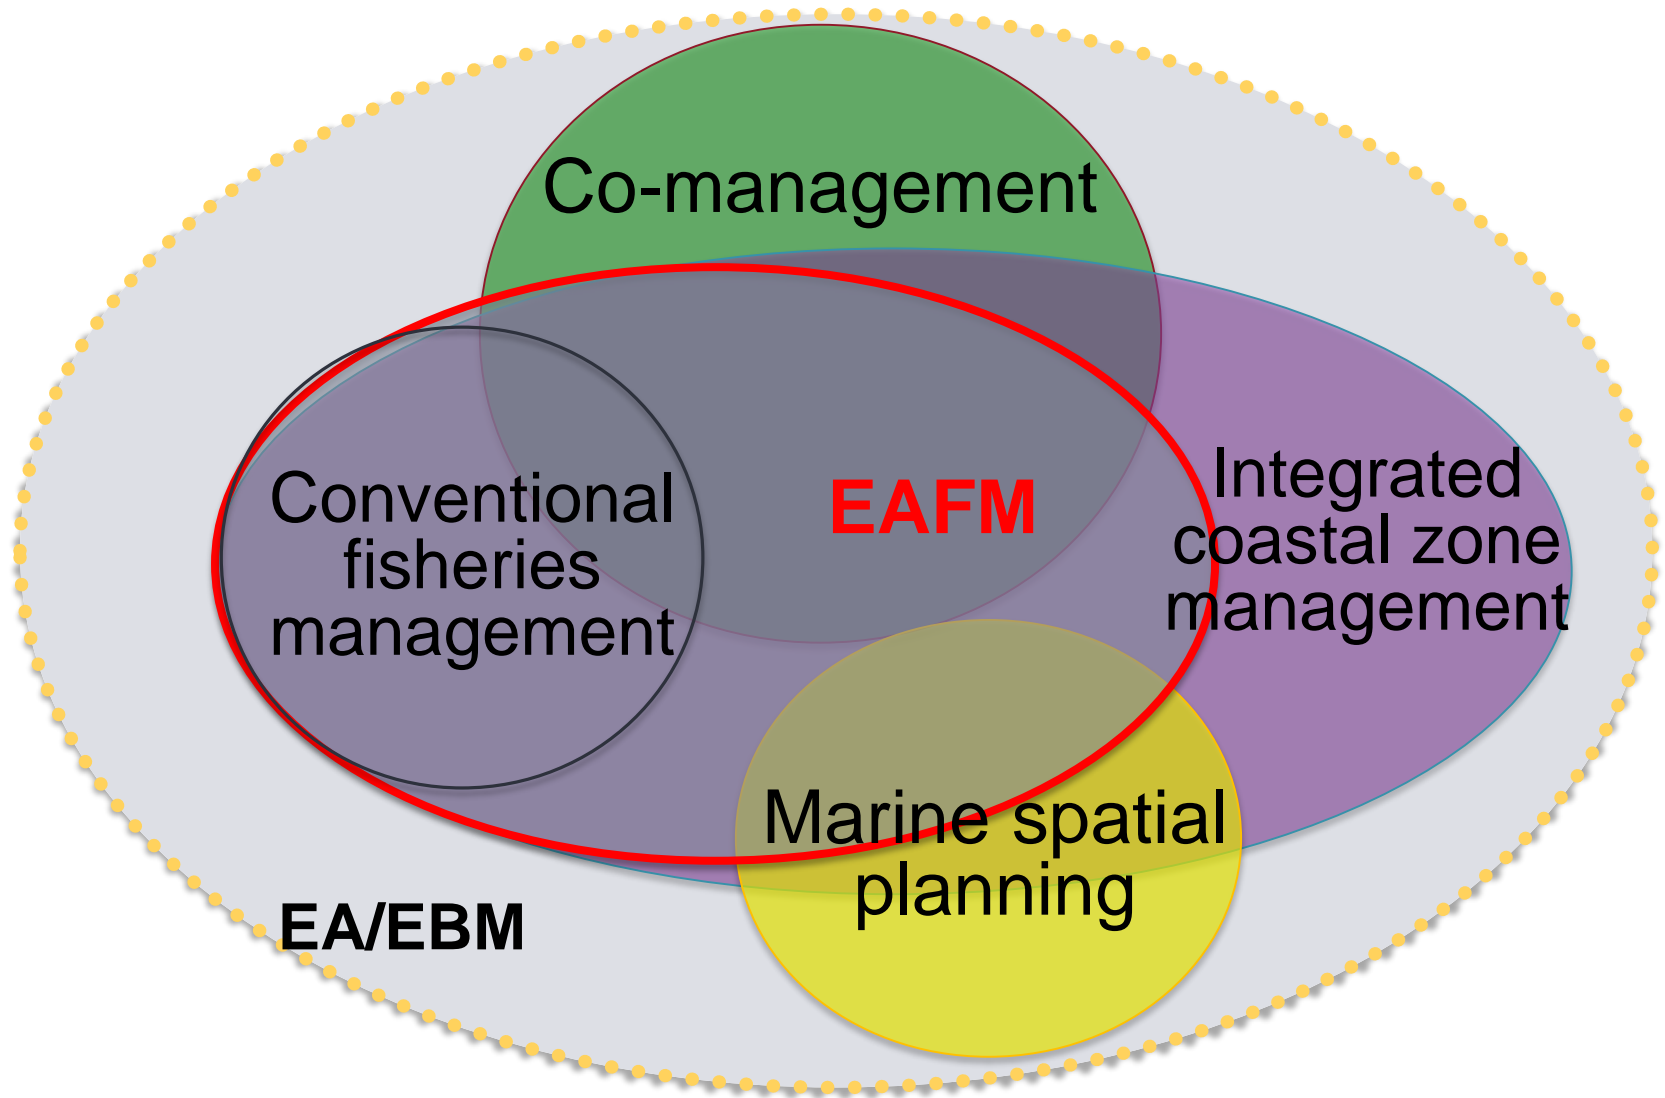 Co-management
Conventional
fisheries
management
EAFM
Integrated
coastal zone
management
Marine spatial
planning
EA/EBM